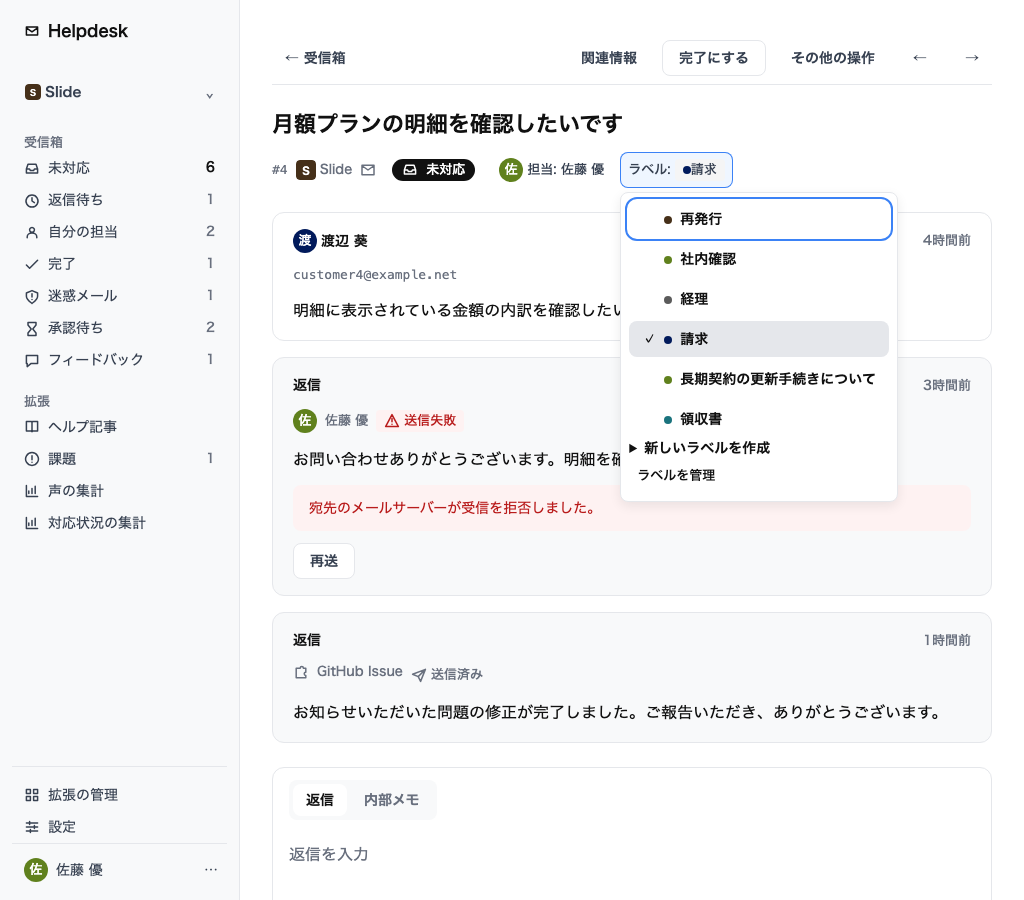 Helpdesk
S Slide
受信箱
未対応 6
返信待ち 1
自分の担当 2
完了 1
迷惑メール 1
承認待ち 2
フィードバック 1
拡張
ヘルプ記事
課題 1
声の集計
対応状況の集計
拡張の管理
設定
佐 佐藤 優 …
← 受信箱 関連情報 完了にする その他の操作 ← →
月額プランの明細を確認したいです
#4 S Slide 未対応 佐 担当: 佐藤 優 ラベル: 請求
再発行
社内確認
経理
✓ 請求
長期契約の更新手続きについて
領収書
▶ 新しいラベルを作成
ラベルを管理
渡 渡辺 葵 4時間前
customer4@example.net
明細に表示されている金額の内訳を確認したい
返信 3時間前
佐 佐藤 優 送信失敗
お問い合わせありがとうございます。明細を確
宛先のメールサーバーが受信を拒否しました。
再送
返信 1時間前
GitHub Issue 送信済み
お知らせいただいた問題の修正が完了しました。ご報告いただき、ありがとうございます。
返信 内部メモ
返信を入力